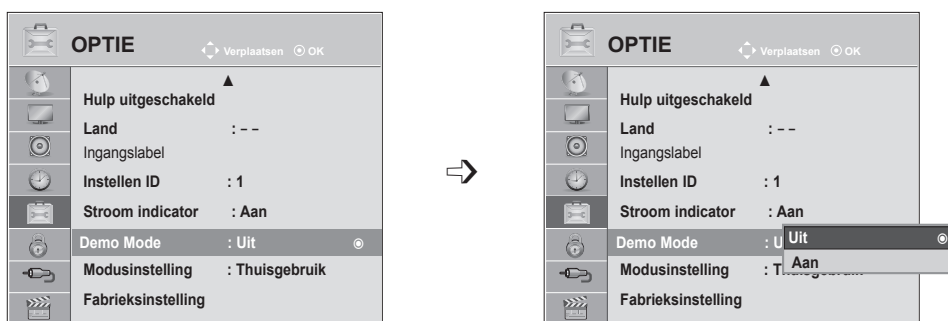 OPTIE Verplaatsen OK
Hulp uitgeschakeld
Land : – –
Ingangslabel
Instellen ID : 1
Stroom indicator : Aan
Demo Mode : Uit
Modusinstelling : Thuisgebruik
Fabrieksinstelling
OPTIE Verplaatsen OK
Hulp uitgeschakeld
Land : – –
Ingangslabel
Instellen ID : 1
Stroom indicator : Aan
Demo Mode : U
Uit
Aan
Modusinstelling : Thuisgebruik
Fabrieksinstelling